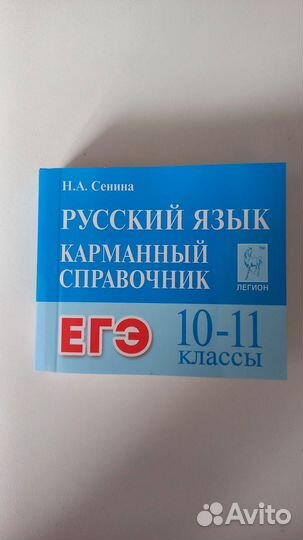 Н.А. Сенина
РУССКИЙ ЯЗЫК
КАРМАННЫЙ
СПРАВОЧНИК
ЛЕГИОН
ЕГЭ
10-11
классы
Avito